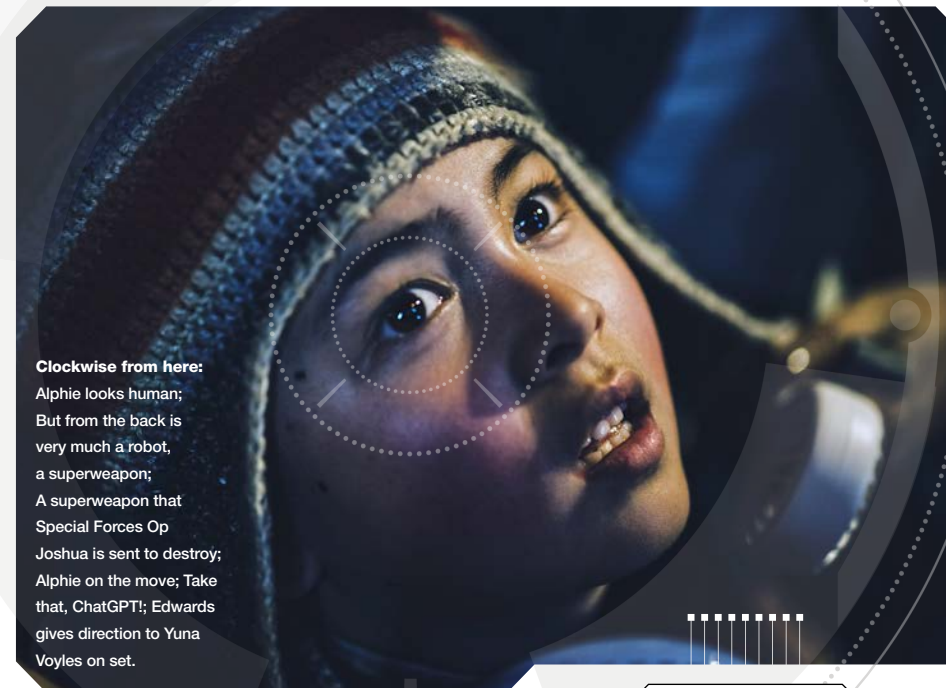 Clockwise from here:
Alphie looks human;
But from the back is
very much a robot,
a superweapon;
A superweapon that
Special Forces Op
Joshua is sent to destroy;
Alphie on the move; Take
that, ChatGPT!; Edwards
gives direction to Yuna
Voyles on set.